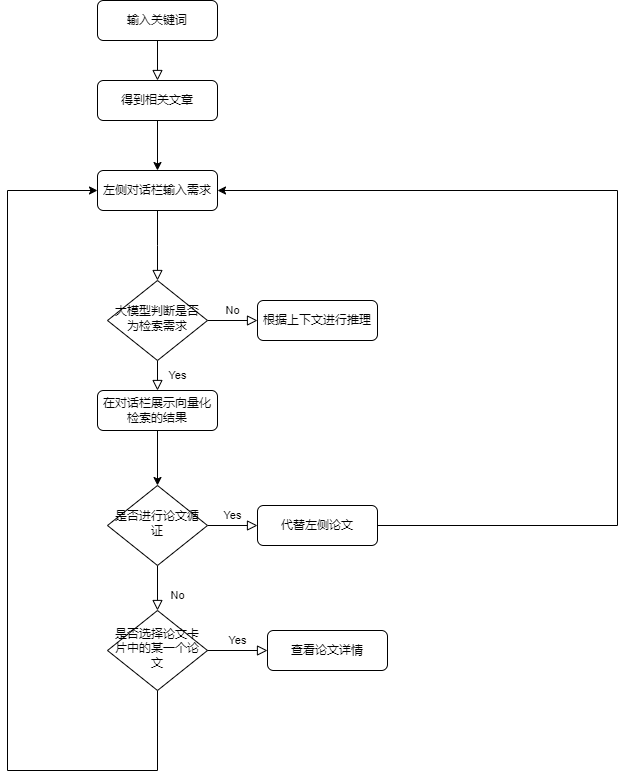 输入关键词
得到相关文章
左侧对话栏输入需求
大模型判断是否
为检索需求
No
根据上下文进行推理
Yes
在对话栏展示向量化
检索的结果
是否进行论文循
证
Yes
代替左侧论文
No
是否选择论文卡
片中的某一个论
文
Yes
查看论文详情